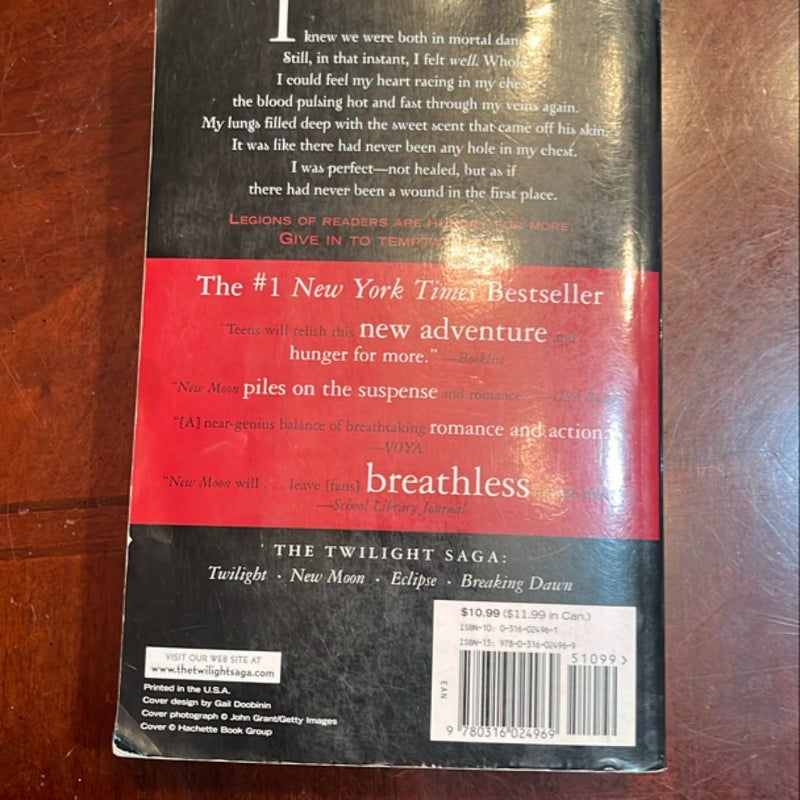 I knew we were both in mortal
Still, in that instant, I felt well.
I could feel my heart racing in my
the blood pulsing hot and fast through my veins again.
My lungs filled deep with the sweet scent that came off his skin.
It was like there had never been any hole in my chest.
I was perfect—not healed, but as if
there had never been a wound in the first place.
LEGIONS OF READERS ARE HUNGRY FOR MORE.
GIVE IN TO
The #1 New York Times Bestseller
"Teens will relish this new adventure and
hunger for more." —Booklist
"New Moon piles on the suspense and romance." —USA
"[A] near-genius balance of breathtaking romance and action."
—VOYA
"New Moon will . . . leave [fans] breathless
—School Library Journal
THE TWILIGHT SAGA:
Twilight · New Moon · Eclipse · Breaking Dawn
$10.99 ($11.99 in Can.)
ISBN-10: 0-316-02496-1
ISBN-13: 978-0-316-02496-9
51099>
EAN
9 780316 024969
VISIT OUR WEB SITE AT
www.thetwilightsaga.com
Printed in the U.S.A.
Cover design by Gail Doobinin
Cover photograph © John Grant/Getty Images
Cover © Hachette Book Group